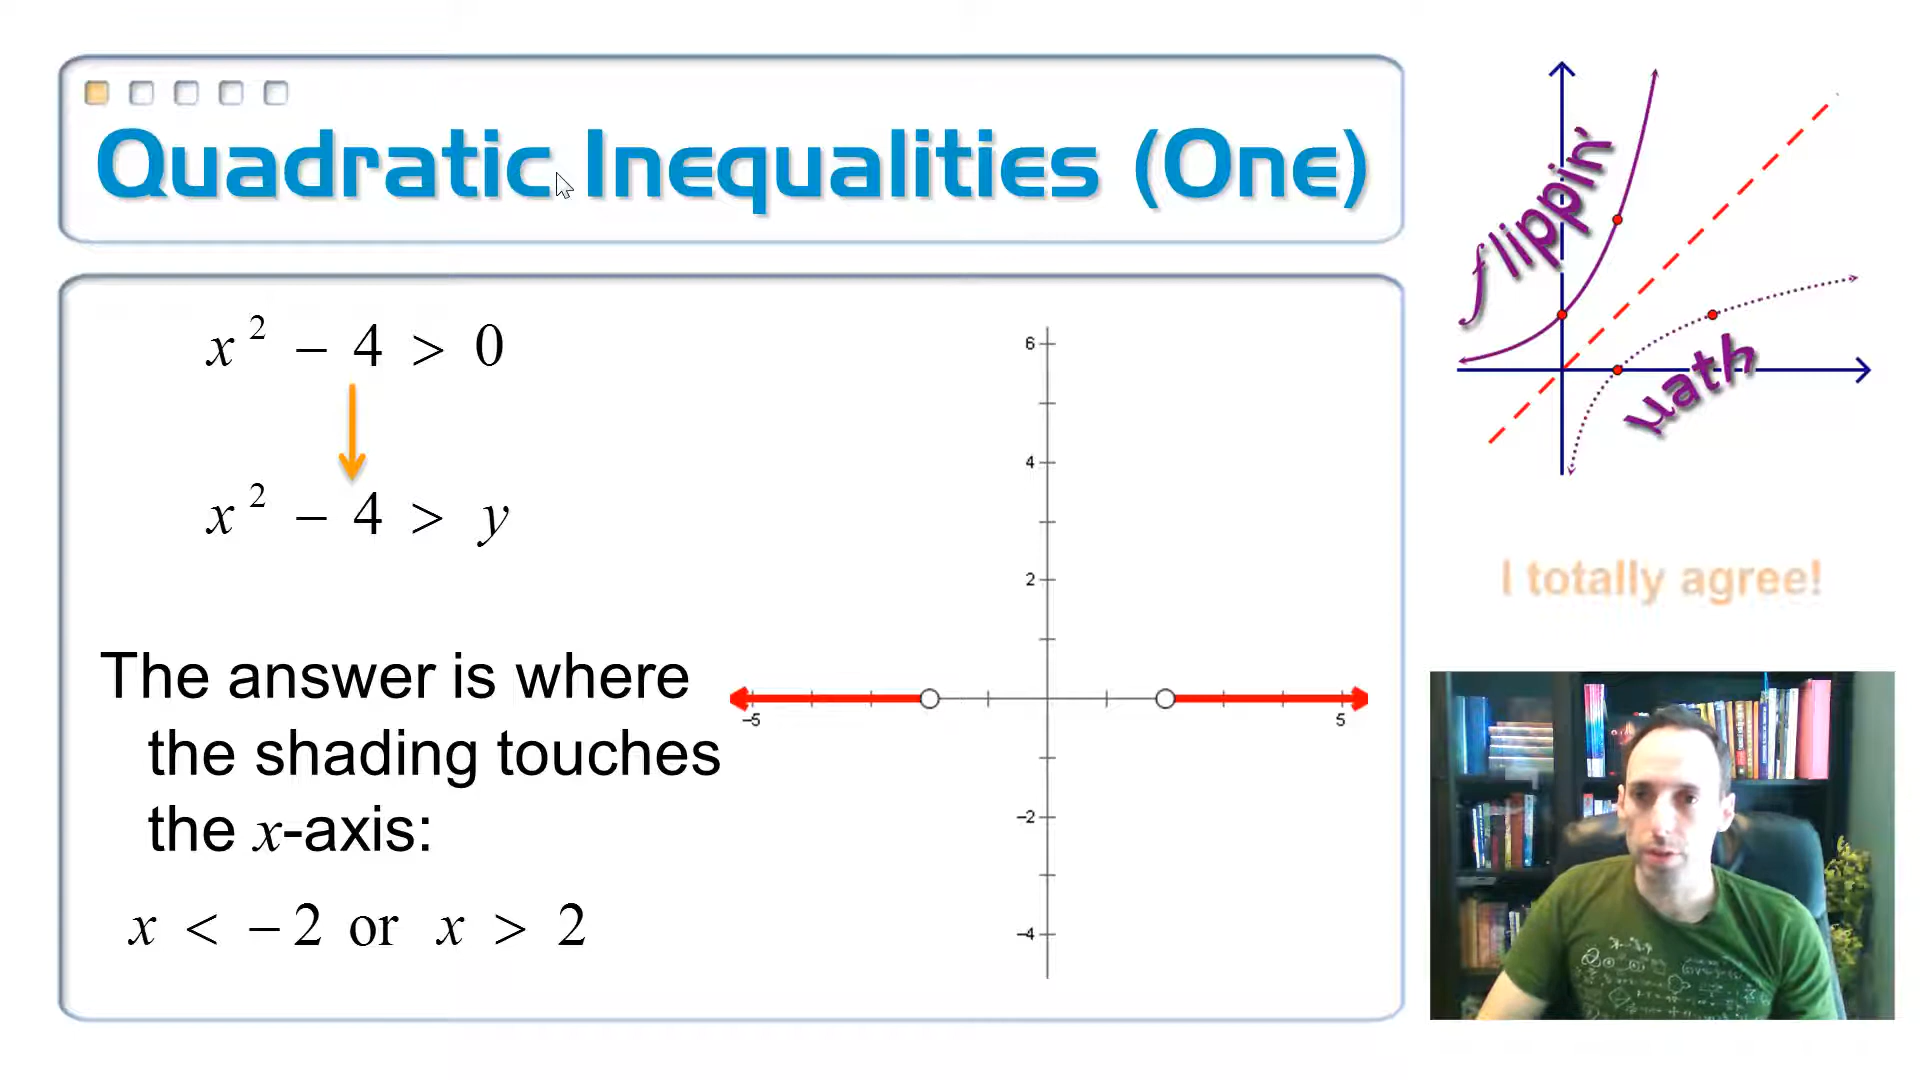 Quadratic Inequalities (One)
x² − 4 > 0
x² − 4 > y
The answer is where
the shading touches
the x-axis:
x < −2 or x > 2
6
4
2
−5
5
−2
−4
flippin'
math
I totally agree!